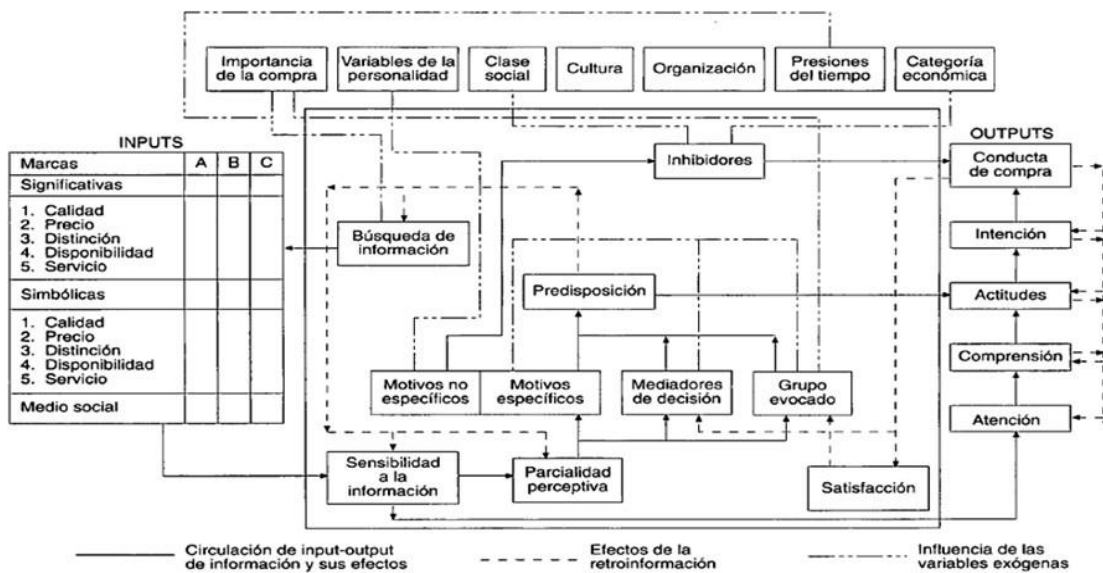 Importancia
de la compra
Variables de la
personalidad
Clase
social
Cultura
Organización
Presiones
del tiempo
Categoría
económica
INPUTS
Marcas A B C
Significativas
1. Calidad
2. Precio
3. Distinción
4. Disponibilidad
5. Servicio
Simbólicas
1. Calidad
2. Precio
3. Distinción
4. Disponibilidad
5. Servicio
Medio social
Inhibidores
Búsqueda de
información
Predisposición
Motivos no
específicos
Motivos
específicos
Mediadores
de decisión
Grupo
evocado
Sensibilidad
a la
información
Parcialidad
perceptiva
Satisfacción
OUTPUTS
Conducta
de compra
Intención
Actitudes
Comprensión
Atención
Circulación de input-output
de información y sus efectos
Efectos de la
retroinformación
Influencia de las
variables exógenas